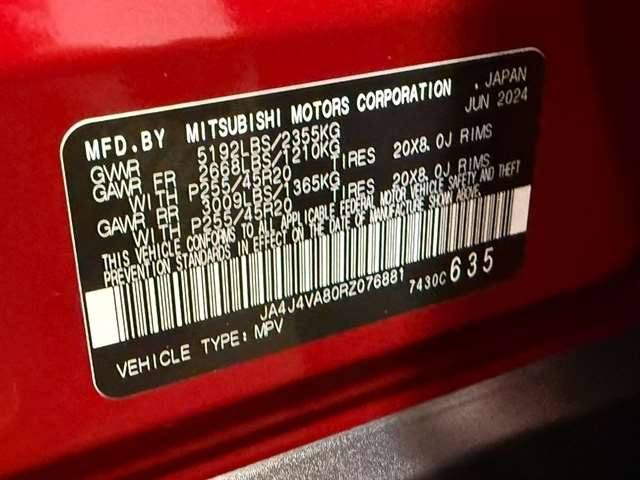 , JAPAN
MFD.BY MITSUBISHI MOTORS CORPORATION JUN 2024
GVWR 5192LBS/2355KG
GAWR FR 2668LBS/1210KG
WITH P255/45R20 TIRES 20X8.0J RIMS
GAWR RR 3009LBS/1365KG
WITH P255/45R20 TIRES 20X8.0J RIMS
THIS VEHICLE CONFORMS TO ALL APPLICABLE FEDERAL MOTOR VEHICLE SAFETY AND THEFT
PREVENTION STANDARDS IN EFFECT ON THE DATE OF MANUFACTURE SHOWN ABOVE.
JA4J4VA80RZ076881 7430C 635
VEHICLE TYPE: MPV